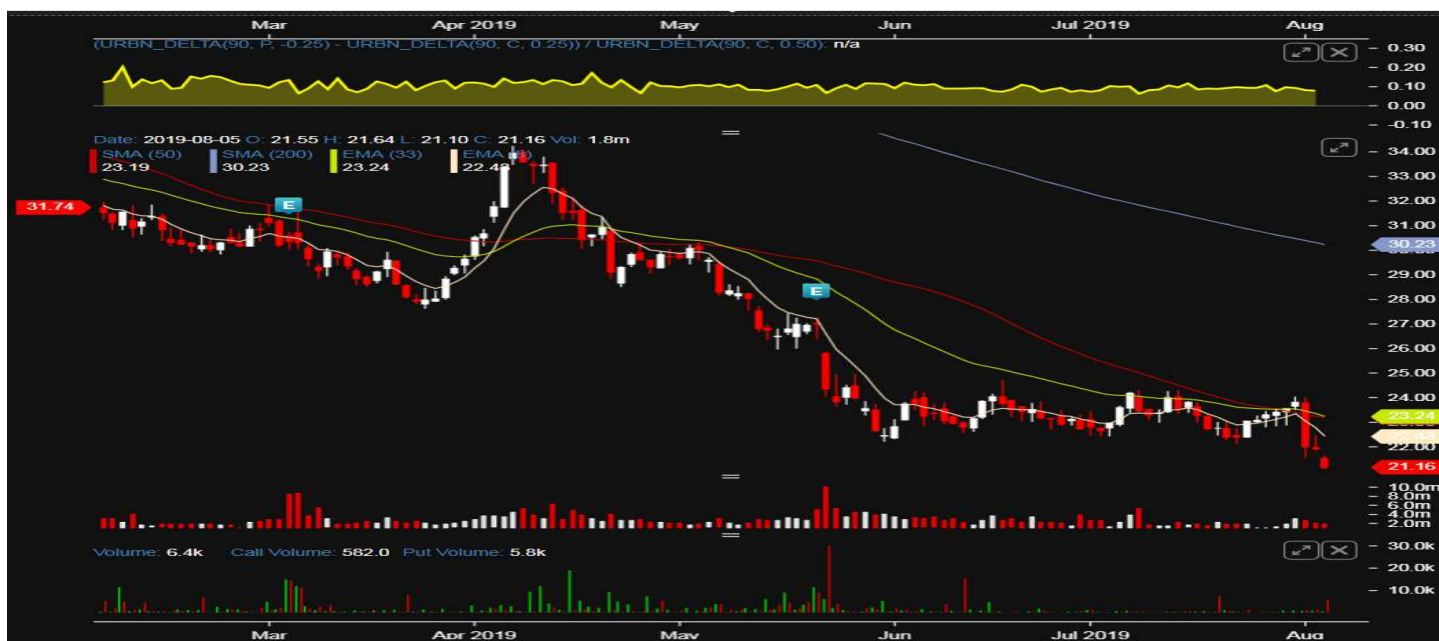 Mar Apr 2019 May Jun Jul 2019 Aug
(URBN_DELTA(90, P, -0.25) - URBN_DELTA(90, C, 0.25)) / URBN_DELTA(90, C, 0.50): n/a
0.30
0.20
0.10
0.00
-0.10
Date: 2019-08-05 O: 21.55 H: 21.64 L: 21.10 C: 21.16 Vol: 1.8m
SMA (50) SMA (200) EMA (33) EMA
23.19 30.23 23.24
34.00
33.00
32.00
31.74
31.00
E
30.23
29.00
28.00
E
27.00
26.00
25.00
24.00
23.24
22.00
21.16
10.0m
8.0m
6.0m
4.0m
2.0m
Volume: 6.4k Call Volume: 582.0 Put Volume: 5.8k
30.0k
20.0k
10.0k
Mar Apr 2019 May Jun Jul 2019 Aug